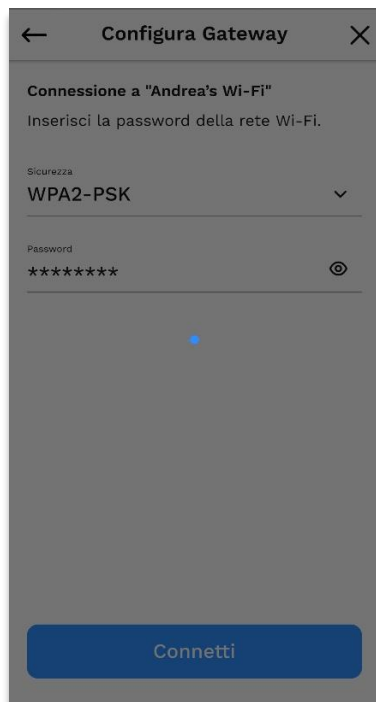 Configura Gateway
Connessione a "Andrea’s Wi-Fi"
Inserisci la password della rete Wi-Fi.
Sicurezza
WPA2-PSK
Password
********
Connetti